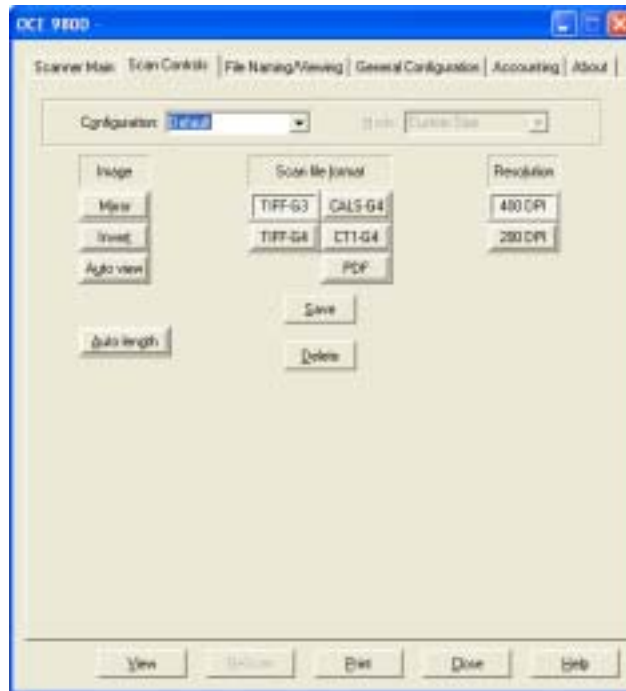 OCE 9800 -
Scanner Main Scan Controls File Naming/Viewing General Configuration Accounting About
Configuration: Default
Custom Size
Image Scan file format Resolution
Mirror TIFF-G3 CALS-G4 400 DPI
Invert TIFF-G4 CT1-G4 200 DPI
Auto view PDF
Save
Auto length
Delete
View Print Close Help